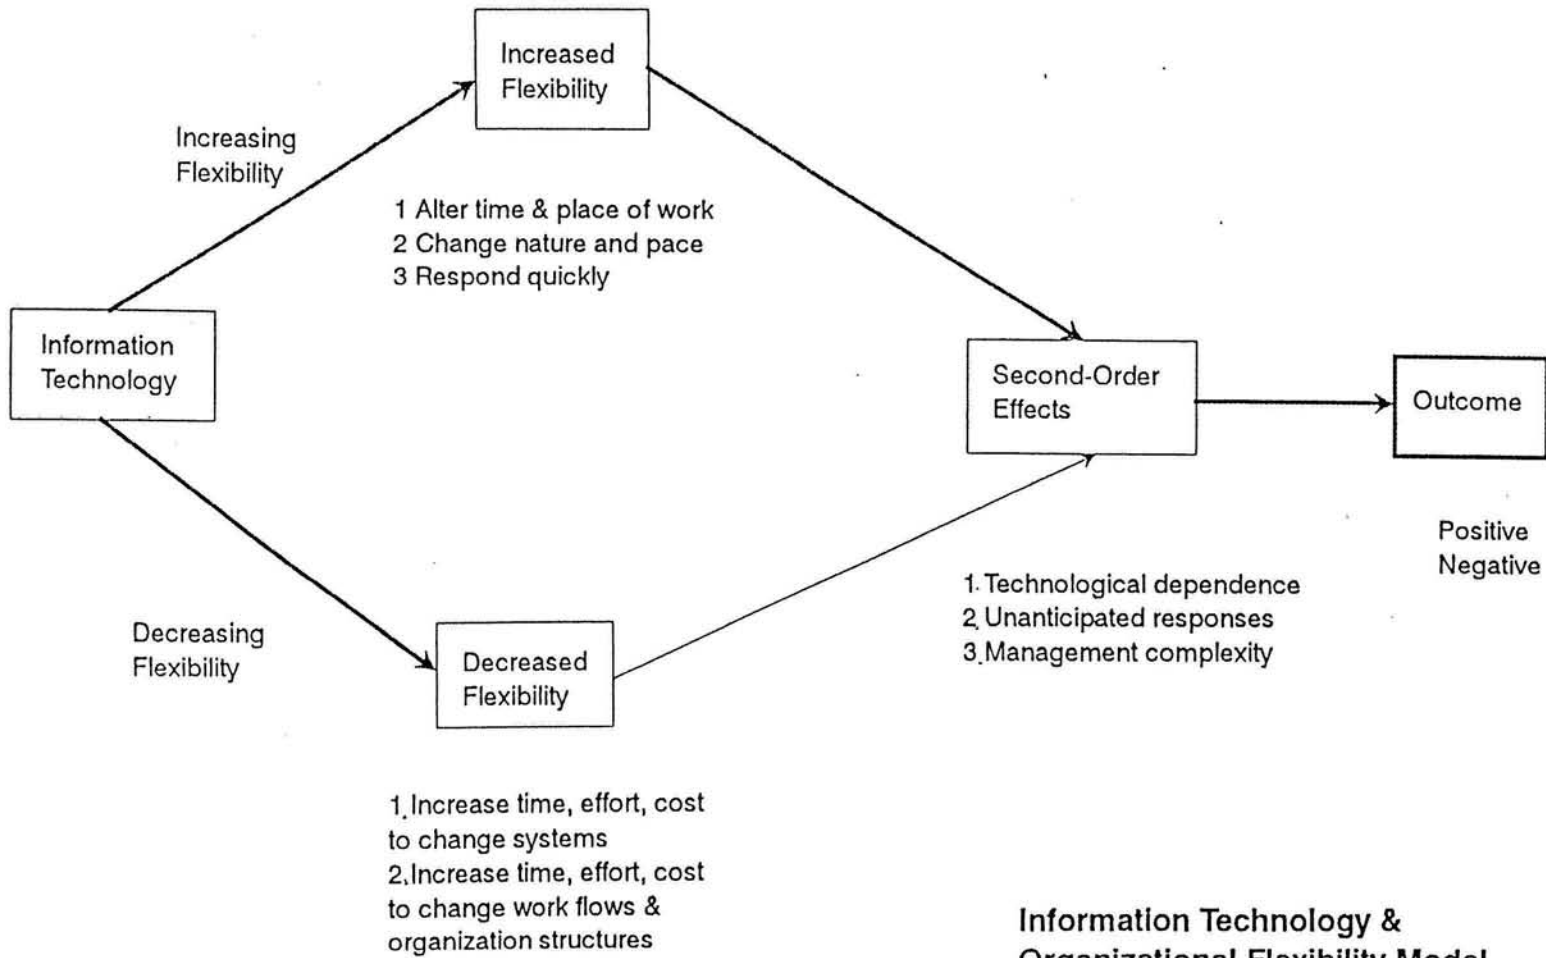 Increased
Flexibility
Increasing
Flexibility
1 Alter time & place of work
2 Change nature and pace
3 Respond quickly
Information
Technology
Second-Order
Effects
Outcome
Positive
Negative
1. Technological dependence
2. Unanticipated responses
3. Management complexity
Decreasing
Flexibility
Decreased
Flexibility
1. Increase time, effort, cost
to change systems
2. Increase time, effort, cost
to change work flows &
organization structures
Information Technology &
Organizational Flexibility Model